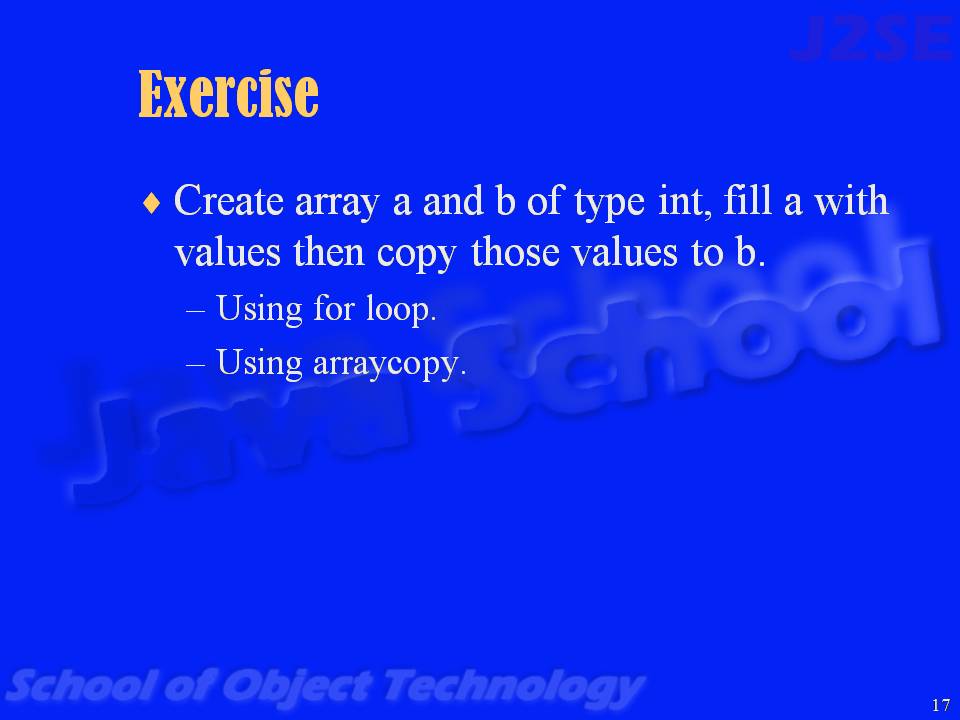 J2SE
Exercise
♦ Create array a and b of type int, fill a with
values then copy those values to b.
– Using for loop.
– Using arraycopy.
Java School
School of Object Technology
17